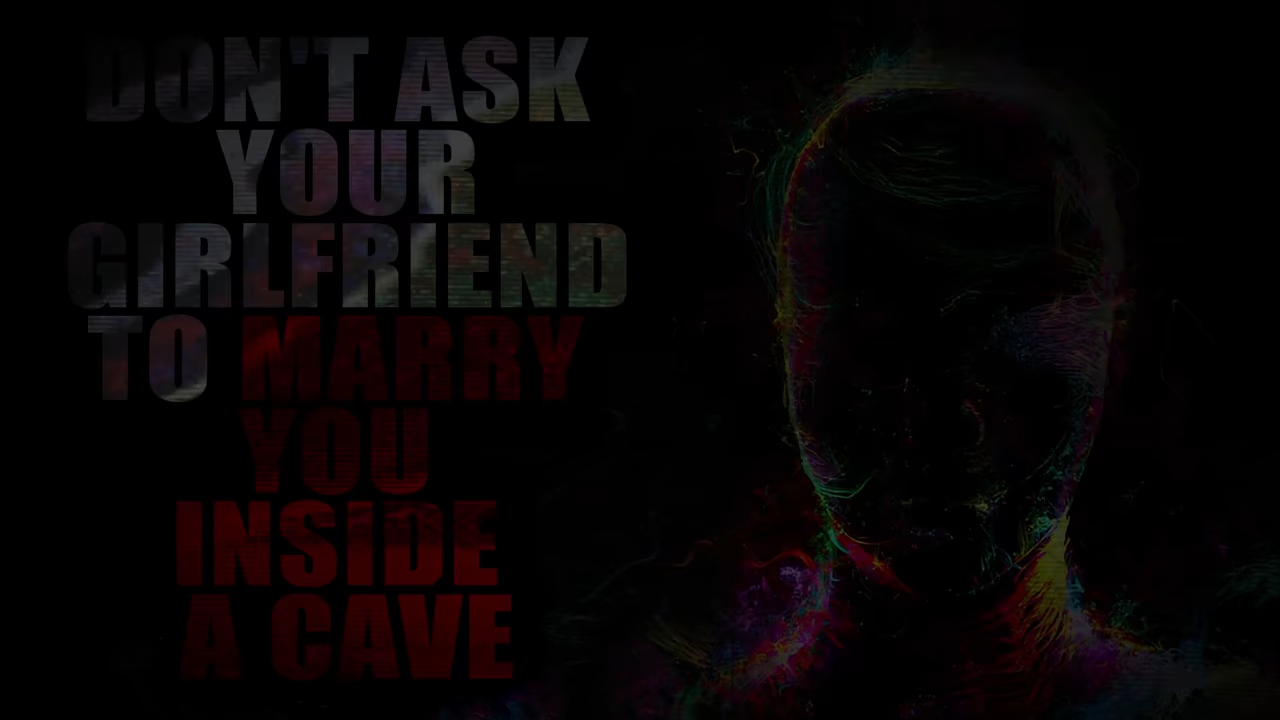 DON'T ASK
YOUR
GIRLFRIEND
TO MARRY
YOU
INSIDE
A CAVE